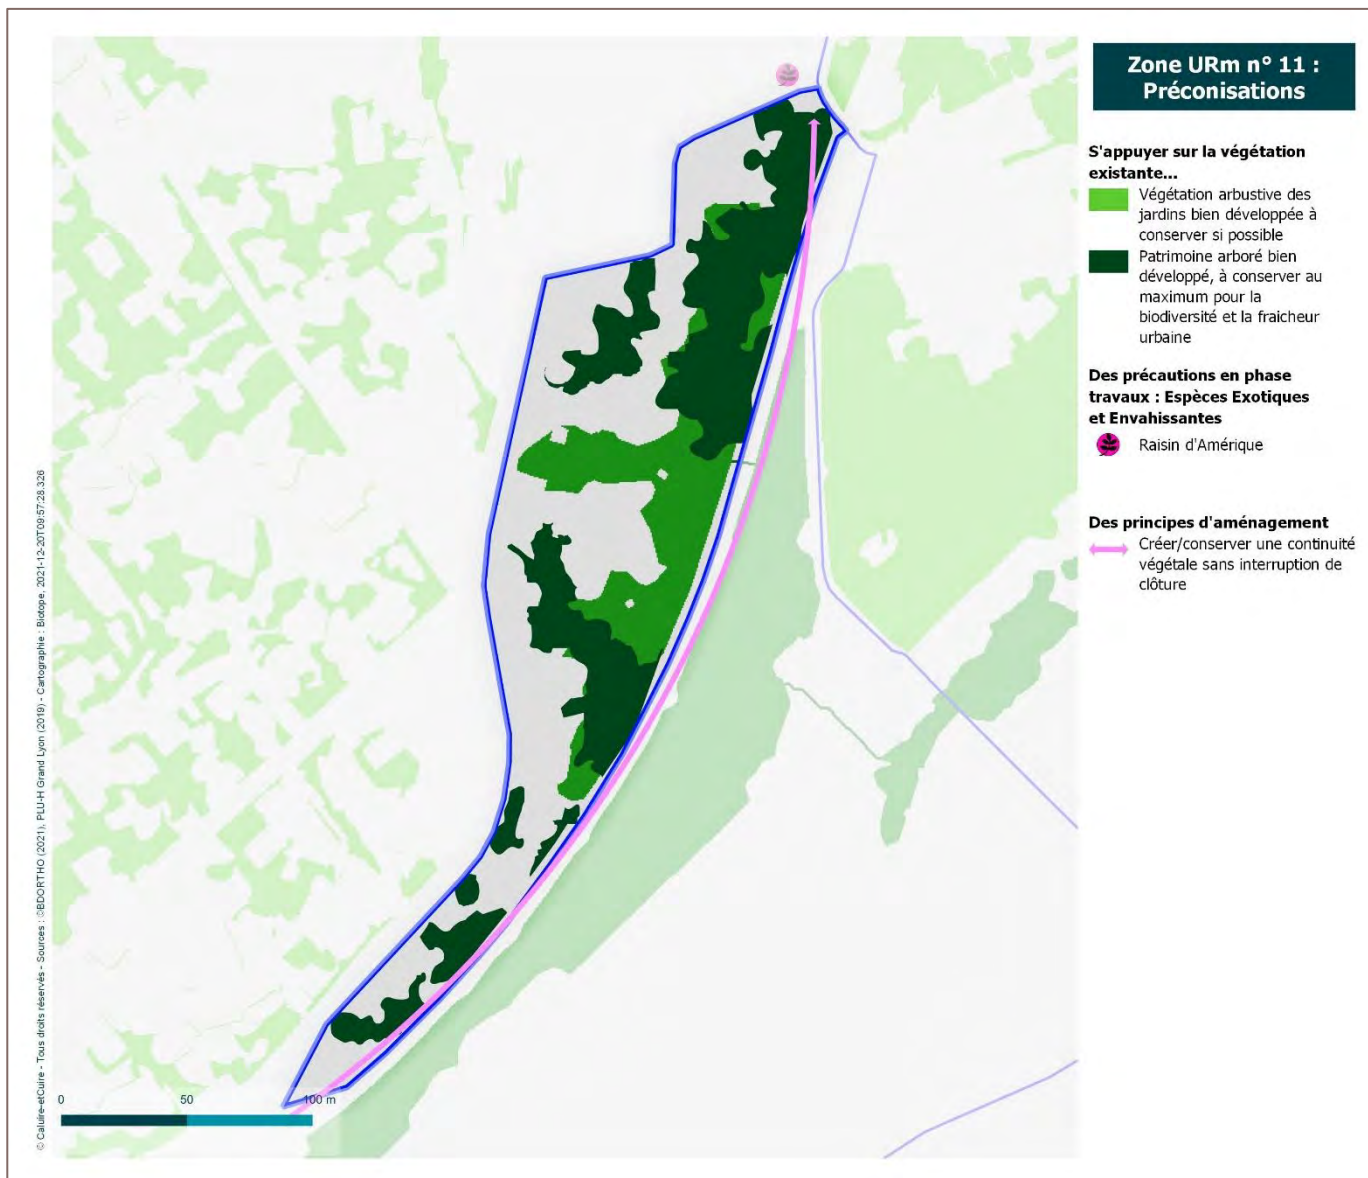 Zone URm n° 11 :
Préconisations
S'appuyer sur la végétation
existante...
Végétation arbustive des
jardins bien développée à
conserver si possible
Patrimoine arboré bien
développé, à conserver au
maximum pour la
biodiversité et la fraicheur
urbaine
Des précautions en phase
travaux : Espèces Exotiques
et Envahissantes
Raisin d'Amérique
Des principes d'aménagement
Créer/conserver une continuité
végétale sans interruption de
clôture
0 50 100 m
© Caluire-et-Cuire - Tous droits réservés - Sources : ©BDORTHO (2021), PLU-H Grand Lyon (2019) - Cartographie : Biotope, 2021-12-20T09:57:28.326